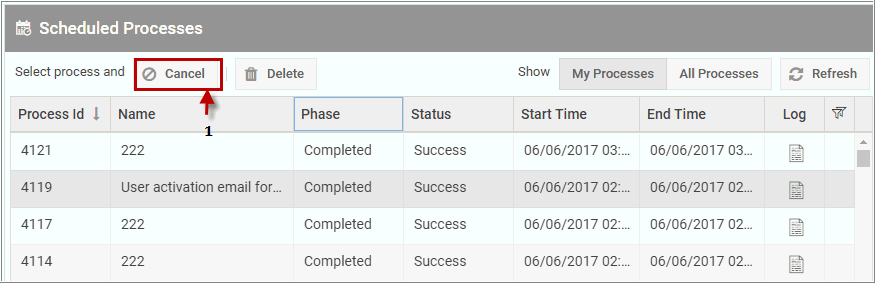 Scheduled Processes
Select process and Cancel Delete Show My Processes All Processes Refresh
1
Process Id Name Phase Status Start Time End Time Log
4121 222 Completed Success 06/06/2017 03:... 06/06/2017 03...
4119 User activation email for... Completed Success 06/06/2017 02:... 06/06/2017 02...
4117 222 Completed Success 06/06/2017 02:... 06/06/2017 02...
4114 222 Completed Success 06/06/2017 02:... 06/06/2017 02...